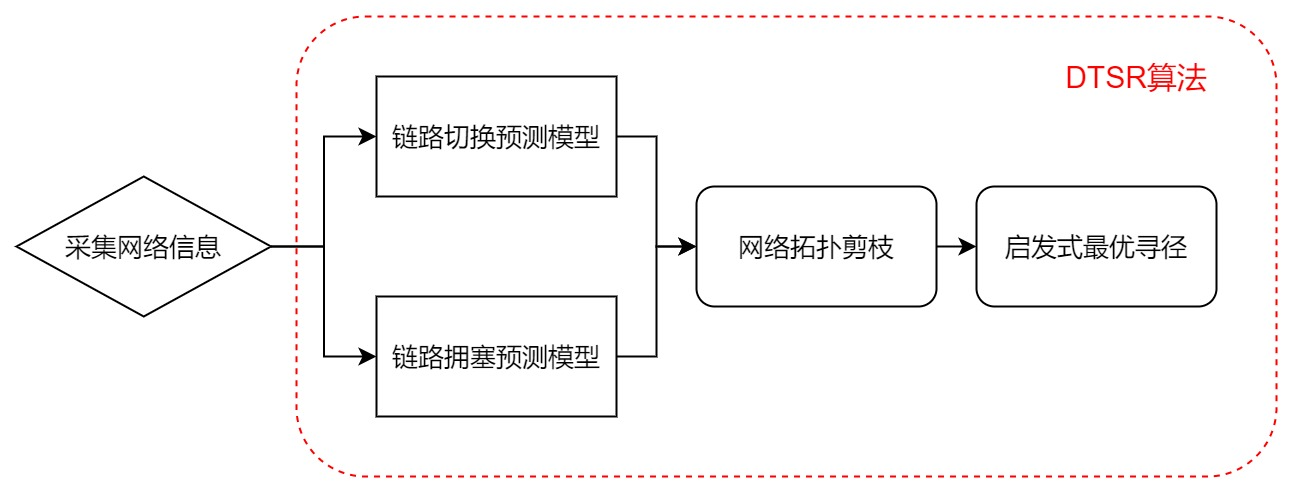 DTSR算法
链路切换预测模型
采集网络信息
网络拓扑剪枝
启发式最优寻径
链路拥塞预测模型